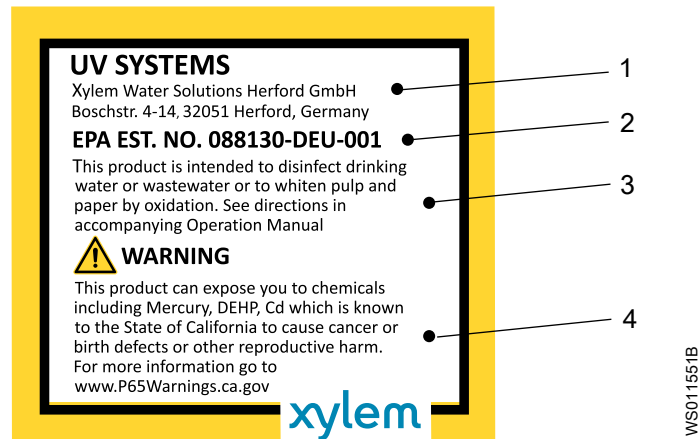 UV SYSTEMS
Xylem Water Solutions Herford GmbH
Boschstr. 4-14, 32051 Herford, Germany
EPA EST. NO. 088130-DEU-001
This product is intended to disinfect drinking
water or wastewater or to whiten pulp and
paper by oxidation. See directions in
accompanying Operation Manual
WARNING
This product can expose you to chemicals
including Mercury, DEHP, Cd which is known
to the State of California to cause cancer or
birth defects or other reproductive harm.
For more information go to
www.P65Warnings.ca.gov
xylem
1
2
3
4
WS011551B